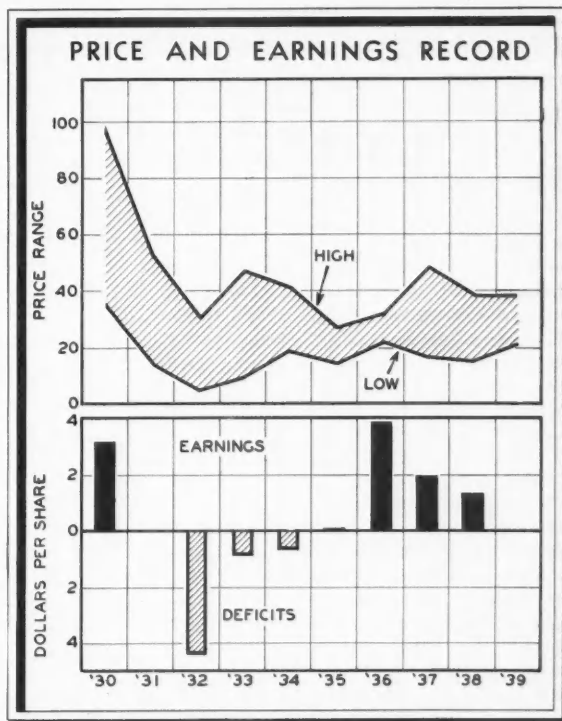 PRICE AND EARNINGS RECORD
100
80
60
40
20
0
PRICE RANGE
HIGH
LOW
4
2
0
2
4
DOLLARS PER SHARE
EARNINGS
DEFICITS
'30 '31 '32 '33 '34 '35 '36 '37 '38 '39